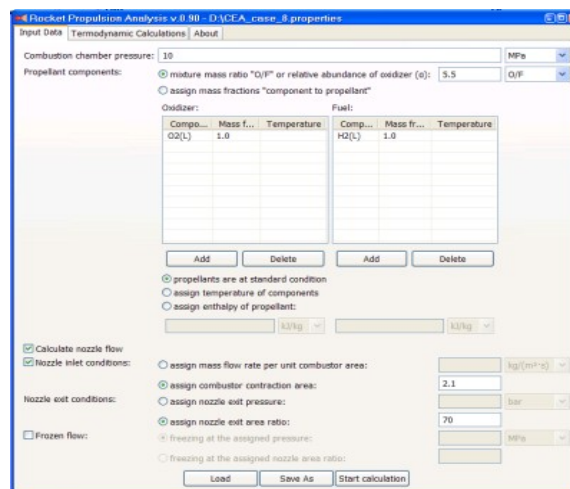 Rocket Propulsion Analysis v.0.90 - D:\CEA_case_8.properties
Input Data Termodynamic Calculations About
Combustion chamber pressure: 10 MPa
Propellant components: mixture mass ratio "O/F" or relative abundance of oxidizer (α): 5.5 O/F
assign mass fractions "component to propellant"
Oxidizer: Fuel:
Compo... Mass f... Temperature Comp... Mass fr... Temperature
O2(L) 1.0 H2(L) 1.0
Add Delete Add Delete
propellants are at standard condition
assign temperature of components
assign enthalpy of propellant:
kJ/kg kJ/kg
Calculate nozzle flow
Nozzle inlet conditions: assign mass flow rate per unit combustor area: kg/(m²·s)
assign combustor contraction area: 2.1
Nozzle exit conditions: assign nozzle exit pressure: bar
assign nozzle exit area ratio: 70
Frozen flow: freezing at the assigned pressure: MPa
freezing at the assigned nozzle area ratio:
Load Save As Start calculation